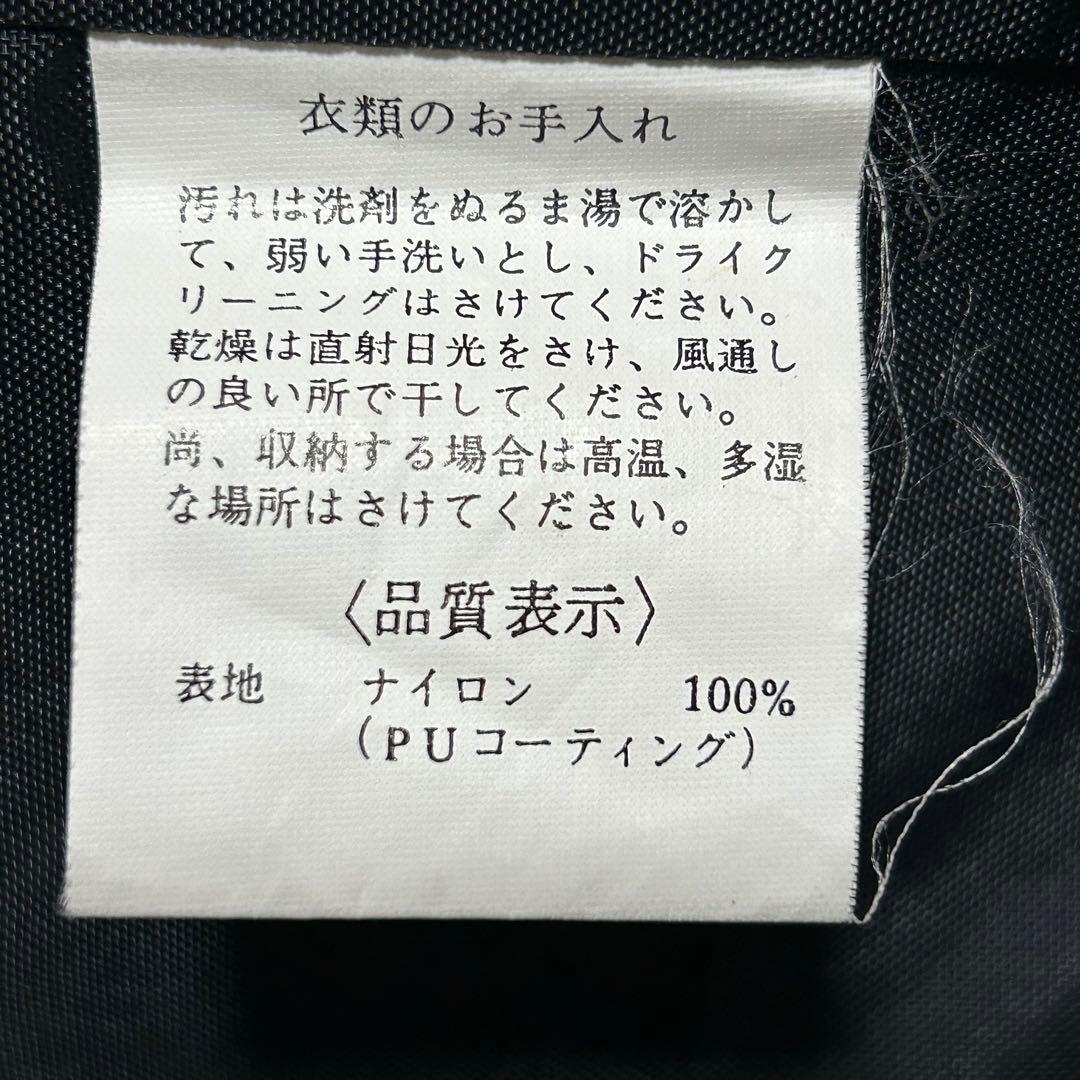 衣類のお手入れ
汚れは洗剤をぬるま湯で溶かし
て、弱い手洗いとし、ドライク
リーニングはさけてください。
乾燥は直射日光をさけ、風通し
の良い所で干してください。
尚、収納する場合は高温、多湿
な場所はさけてください。
〈品質表示〉
表地 ナイロン 100%
(PUコーティング)